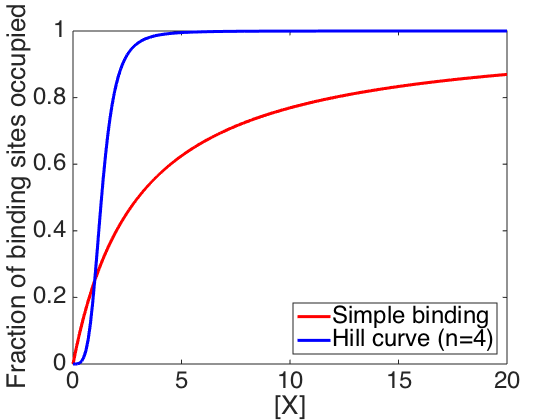 Fraction of binding sites occupied
1
0.8
0.6
0.4
0.2
0
0 5 10 15 20
[X]
Simple binding
Hill curve (n=4)